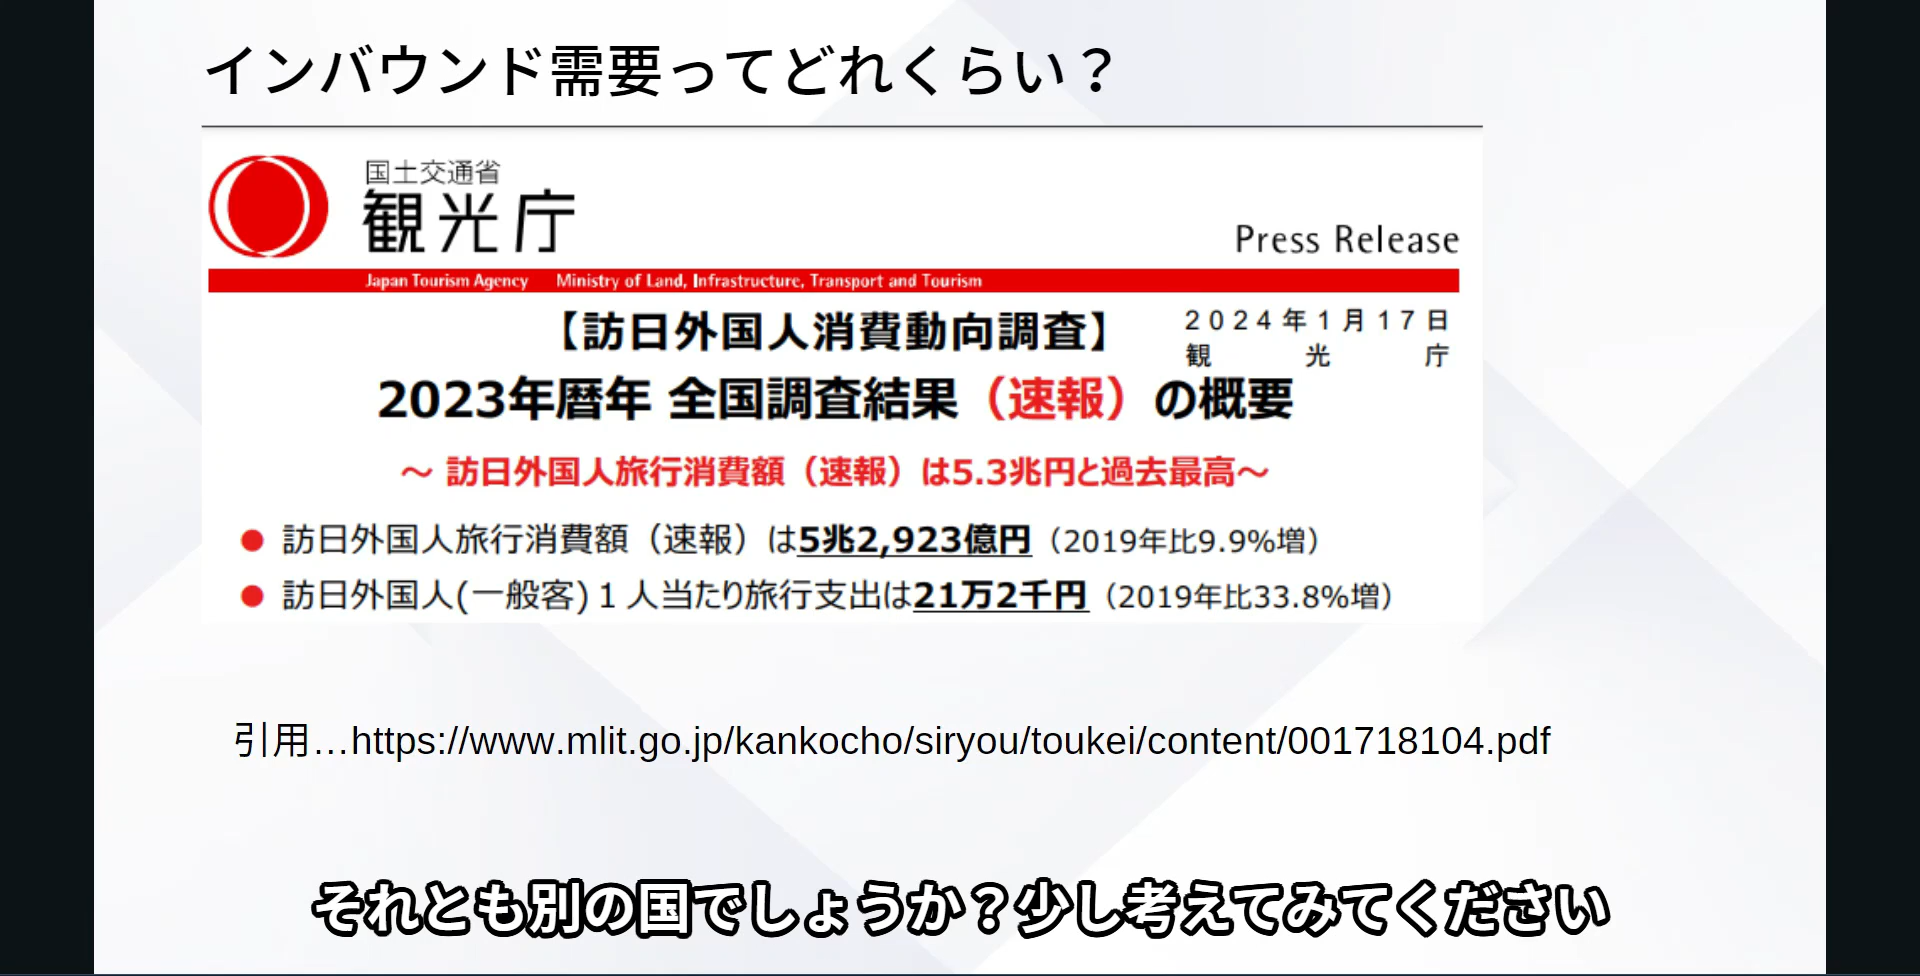 インバウンド需要ってどれくらい？
国土交通省
観光庁
Press Release
Japan Tourism Agency Ministry of Land, Infrastructure, Transport and Tourism
【訪日外国人消費動向調査】
2024年1月17日
観光庁
2023年暦年 全国調査結果（速報）の概要
～ 訪日外国人旅行消費額（速報）は5.3兆円と過去最高～
● 訪日外国人旅行消費額（速報）は5兆2,923億円（2019年比9.9%増）
● 訪日外国人(一般客)１人当たり旅行支出は21万2千円（2019年比33.8%増）
引用…https://www.mlit.go.jp/kankocho/siryou/toukei/content/001718104.pdf
それとも別の国でしょうか？少し考えてみてください